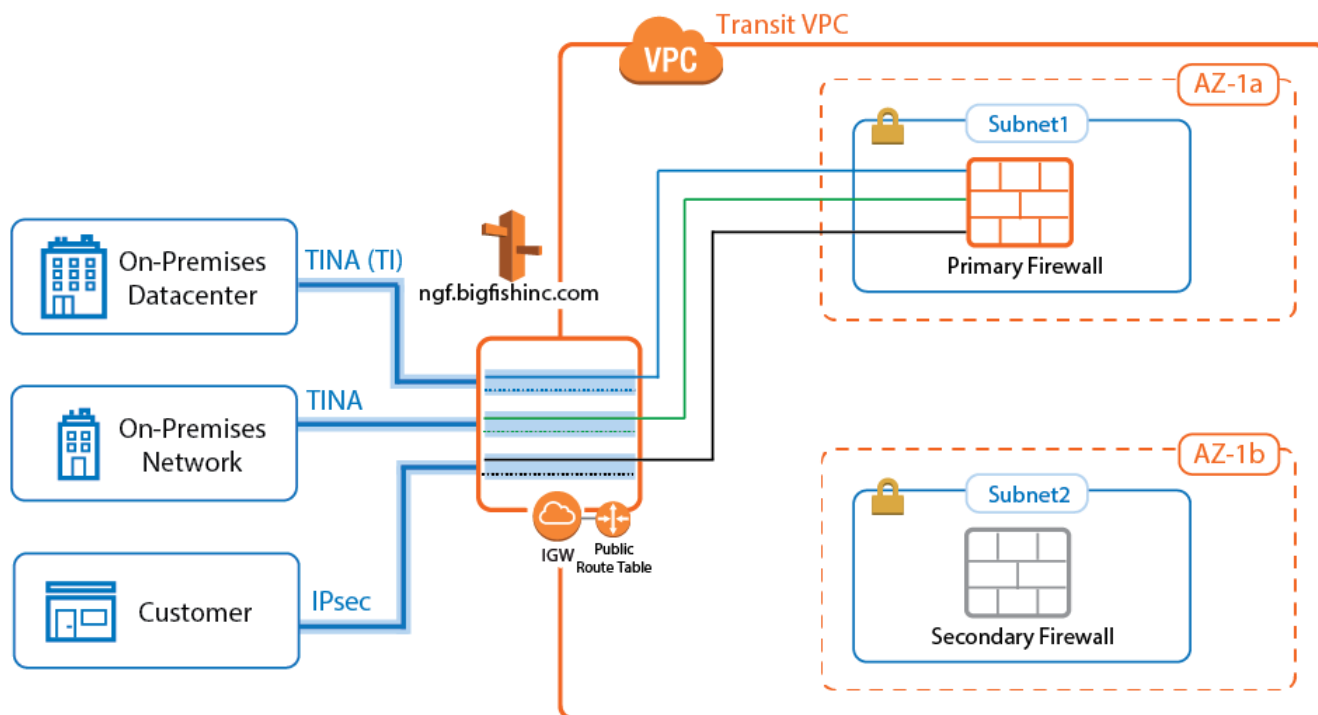 Transit VPC
VPC
AZ-1a
Subnet1
Primary Firewall
On-Premises
Datacenter
TINA (TI)
ngf.bigfishinc.com
On-Premises
Network
TINA
AZ-1b
Subnet2
Secondary Firewall
IGW
Public
Route Table
Customer
IPsec